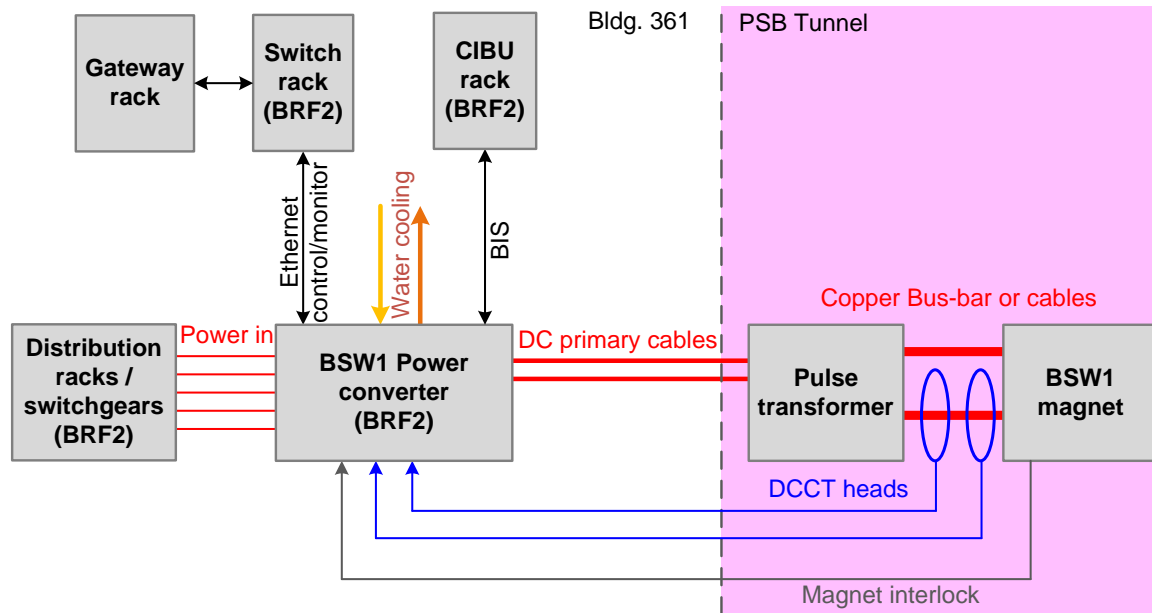 Bldg. 361
PSB Tunnel
Gateway
rack
Switch
rack
(BRF2)
CIBU
rack
(BRF2)
Ethernet
control/monitor
Water cooling
BIS
Copper Bus-bar or cables
Power in
DC primary cables
Distribution
racks /
switchgears
(BRF2)
BSW1 Power
converter
(BRF2)
Pulse
transformer
BSW1
magnet
DCCT heads
Magnet interlock